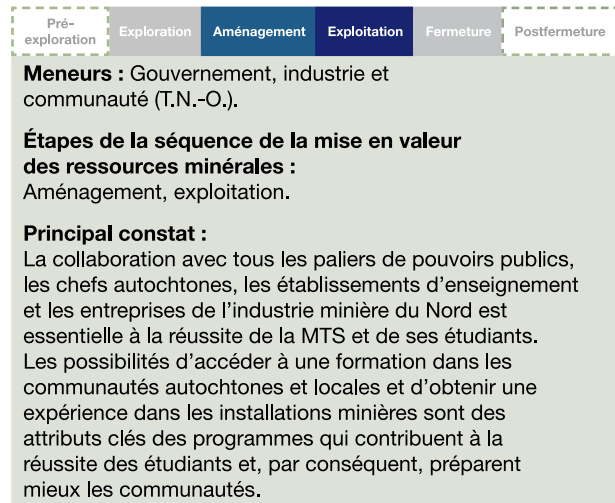 Pré-
exploration
Exploration
Aménagement
Exploitation
Fermeture
Postfermeture
Meneurs : Gouvernement, industrie et
communauté (T.N.-O.).
Étapes de la séquence de la mise en valeur
des ressources minérales :
Aménagement, exploitation.
Principal constat :
La collaboration avec tous les paliers de pouvoirs publics,
les chefs autochtones, les établissements d'enseignement
et les entreprises de l'industrie minière du Nord est
essentielle à la réussite de la MTS et de ses étudiants.
Les possibilités d'accéder à une formation dans les
communautés autochtones et locales et d'obtenir une
expérience dans les installations minières sont des
attributs clés des programmes qui contribuent à la
réussite des étudiants et, par conséquent, préparent
mieux les communautés.